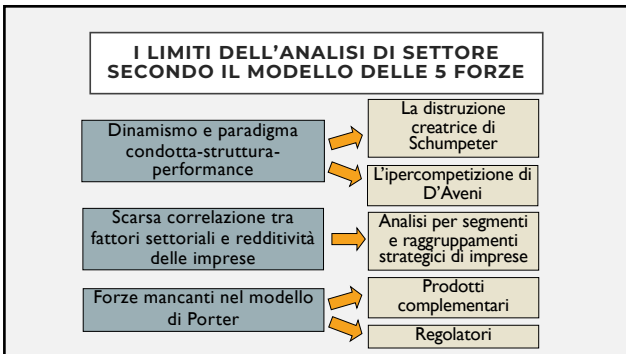 I LIMITI DELL'ANALISI DI SETTORE
SECONDO IL MODELLO DELLE 5 FORZE
Dinamismo e paradigma
condotta-struttura-
performance
La distruzione
creatrice di
Schumpeter
L'ipercompetizione di
D'Aveni
Scarsa correlazione tra
fattori settoriali e redditività
delle imprese
Analisi per segmenti
e raggruppamenti
strategici di imprese
Forze mancanti nel modello
di Porter
Prodotti
complementari
Regolatori